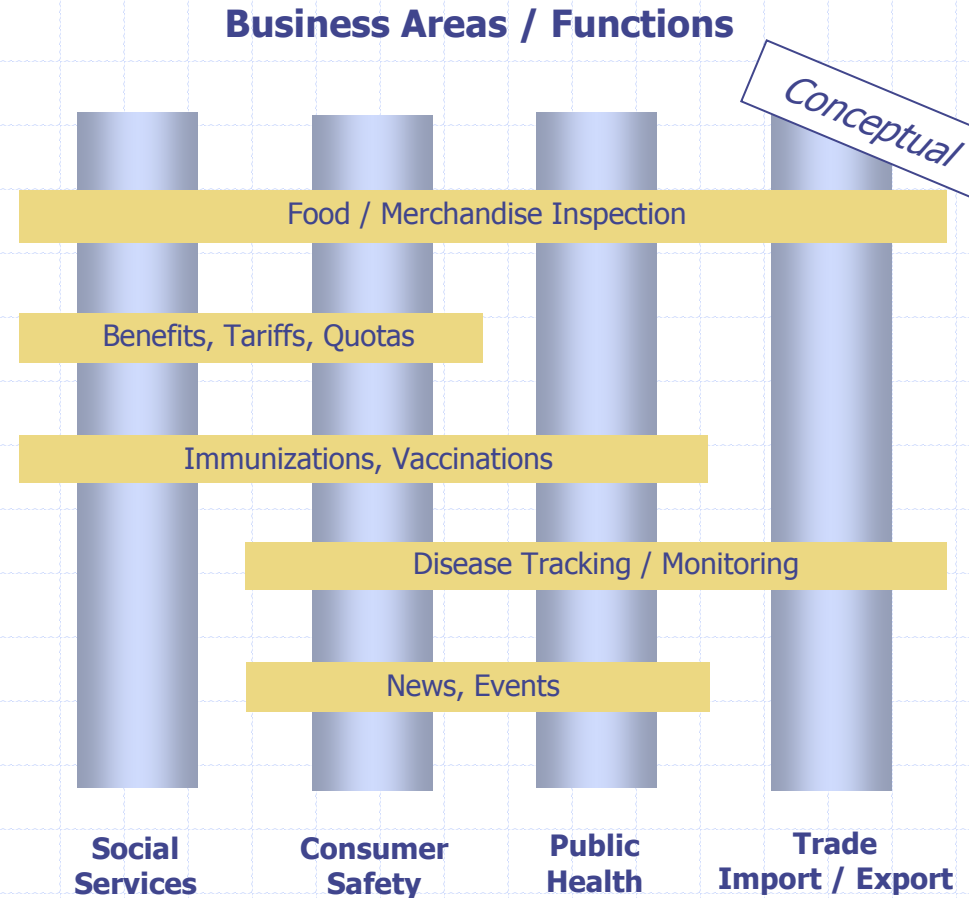 Business Areas / Functions
Conceptual
Food / Merchandise Inspection
Benefits, Tariffs, Quotas
Immunizations, Vaccinations
Disease Tracking / Monitoring
News, Events
Social
Services
Consumer
Safety
Public
Health
Trade
Import / Export